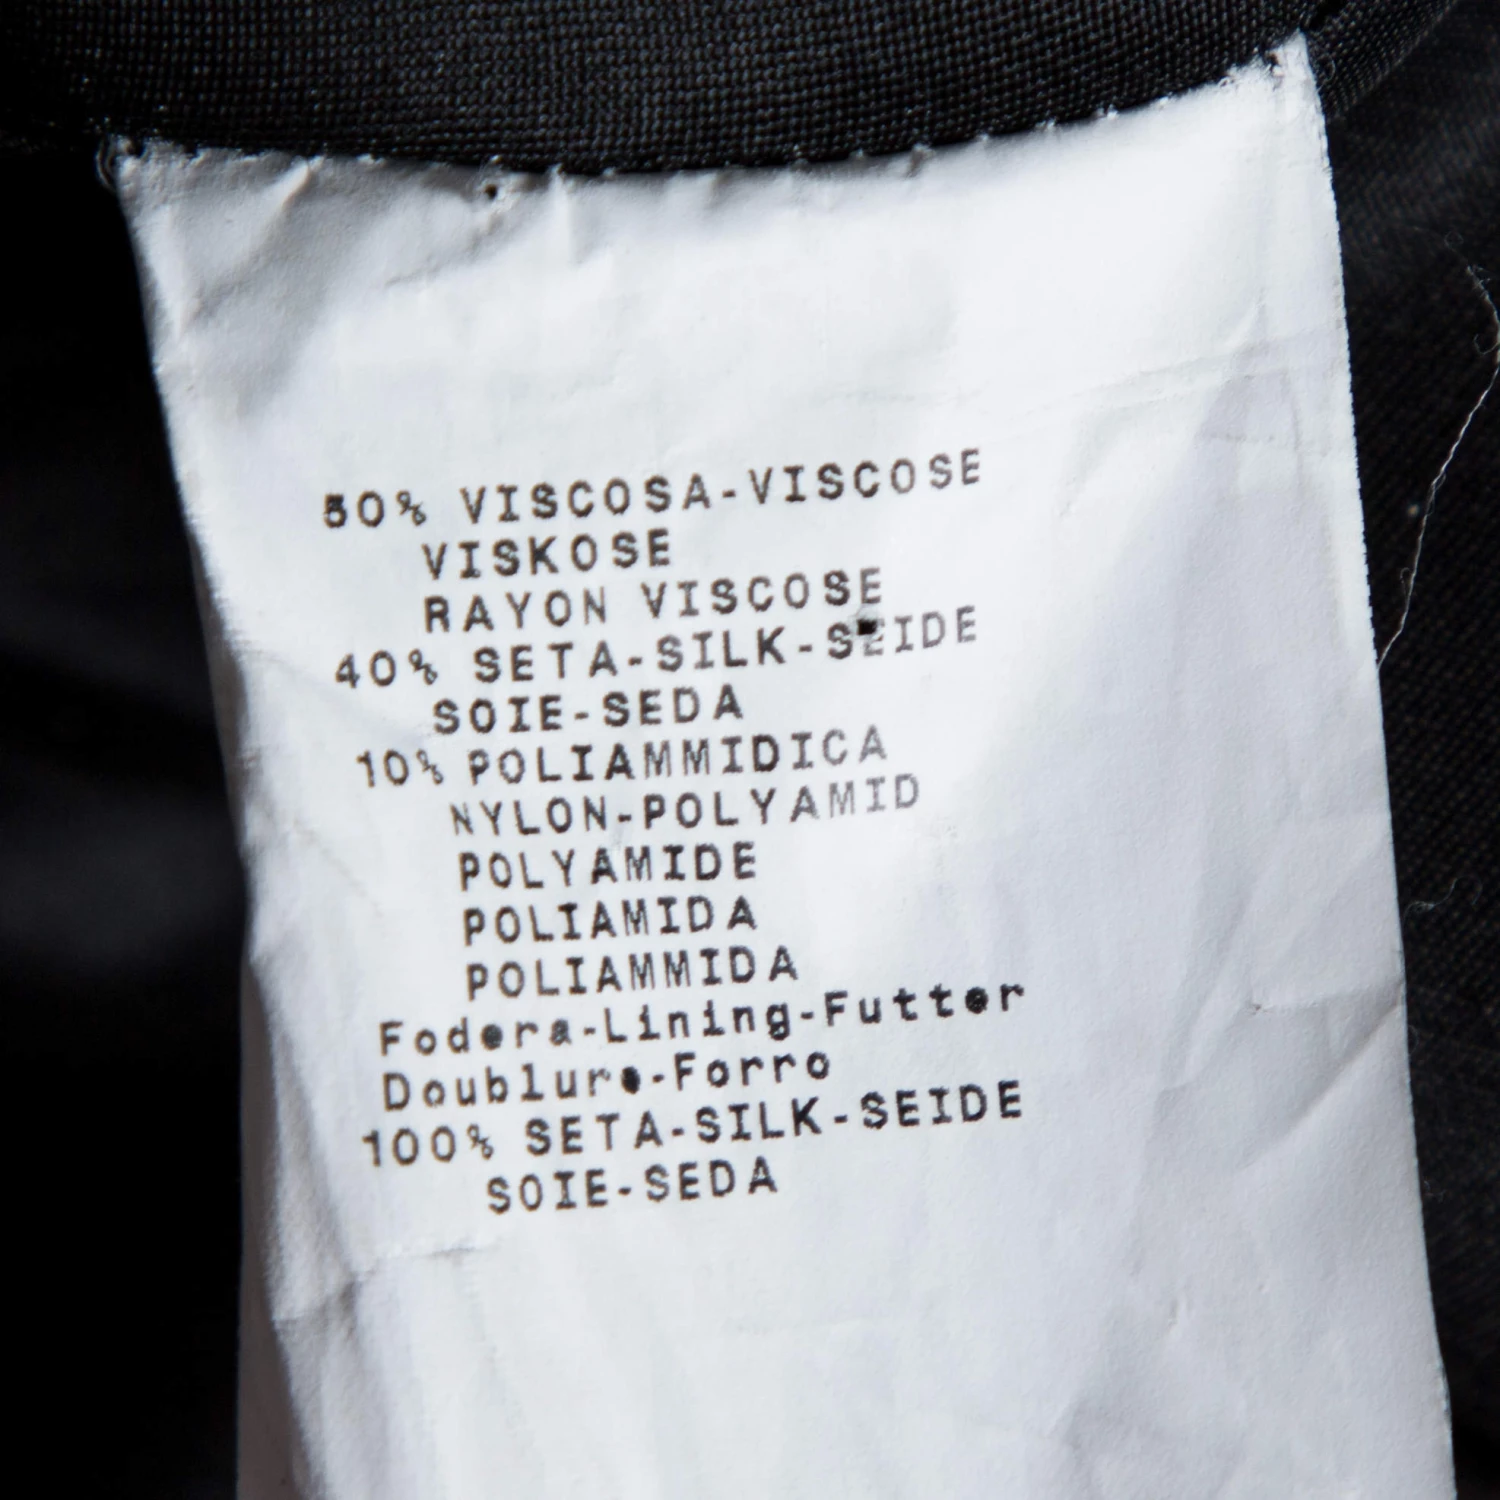 50% VISCOSA-VISCOSE
VISKOSE
RAYON VISCOSE
40% SETA-SILK-SEIDE
SOIE-SEDA
10% POLIAMMIDICA
NYLON-POLYAMID
POLYAMIDE
POLIAMIDA
POLIAMMIDA
Fodera-Lining-Futter
Doublure-Forro
100% SETA-SILK-SEIDE
SOIE-SEDA